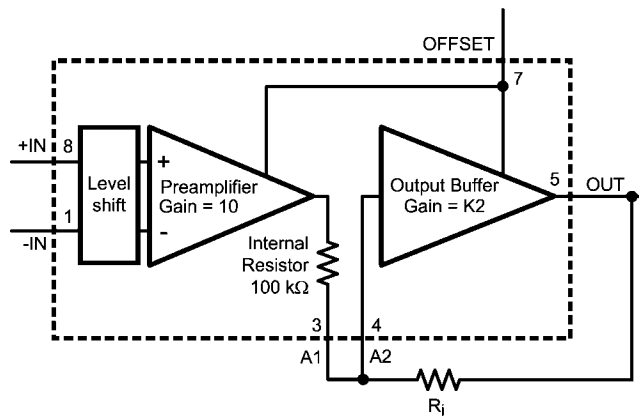 OFFSET
7
+IN
8
Level
shift
1
-IN
+
-
Preamplifier
Gain = 10
Output Buffer
Gain = K2
5
OUT
Internal
Resistor
100 kΩ
3
4
A1
A2
Ri